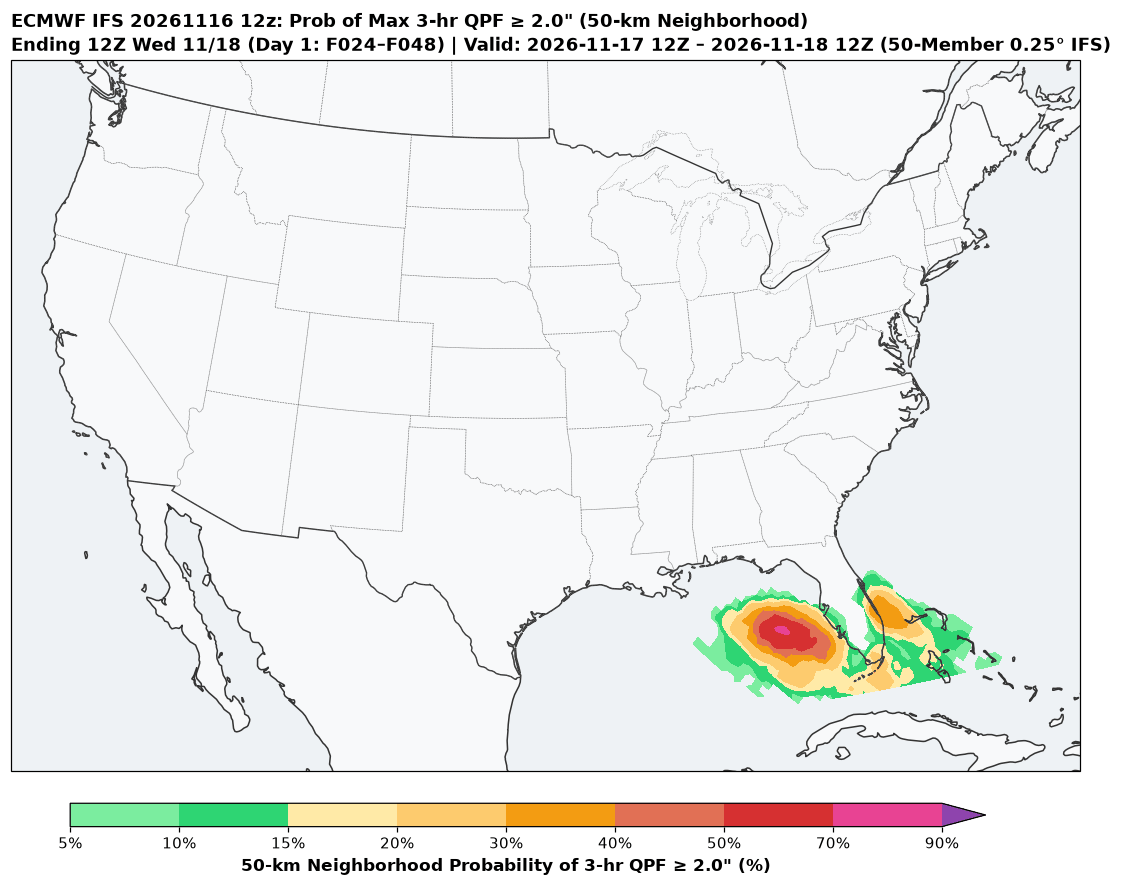 ECMWF IFS 20261116 12z: Prob of Max 3-hr QPF ≥ 2.0" (50-km Neighborhood)
Ending 12Z Wed 11/18 (Day 1: F024–F048) | Valid: 2026-11-17 12Z – 2026-11-18 12Z (50-Member 0.25° IFS)
5% 10% 15% 20% 30% 40% 50% 70% 90%
50-km Neighborhood Probability of 3-hr QPF ≥ 2.0" (%)